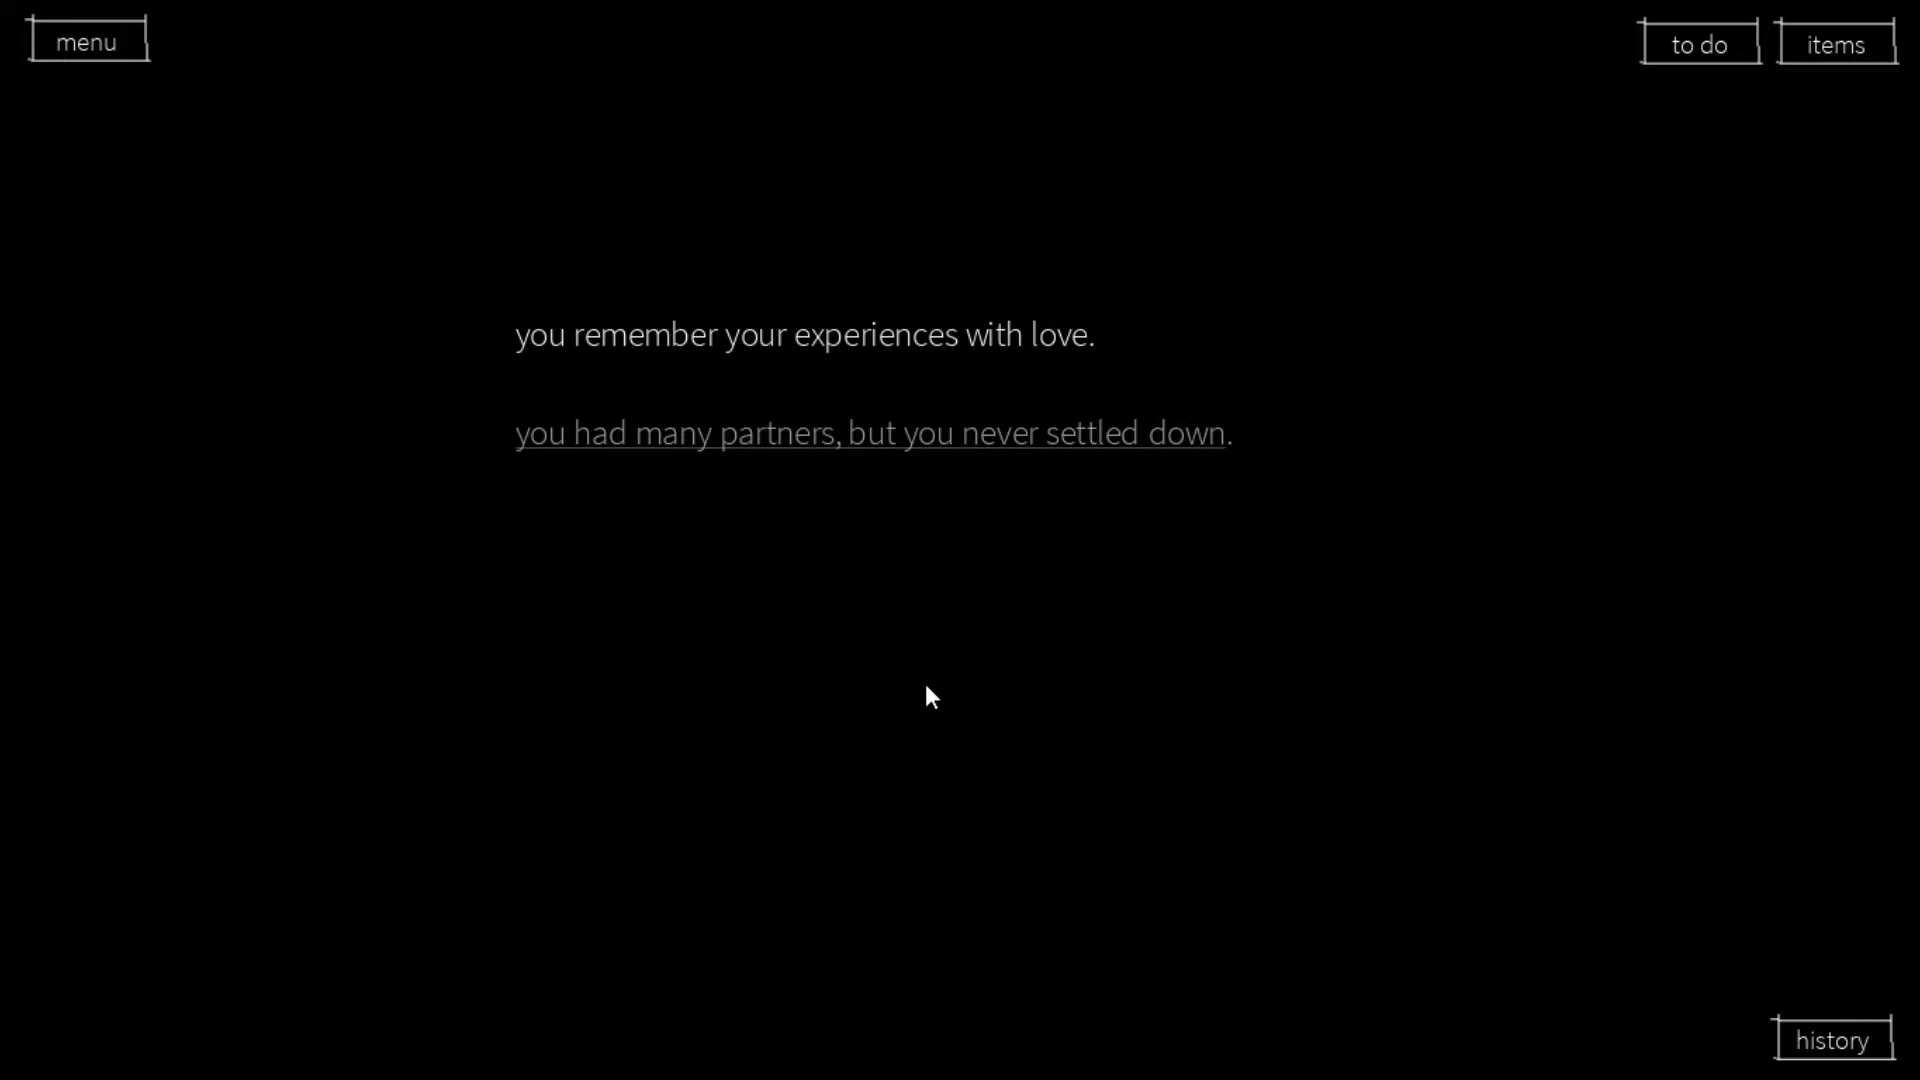 menu
to do
items
you remember your experiences with love.
you had many partners, but you never settled down.
history